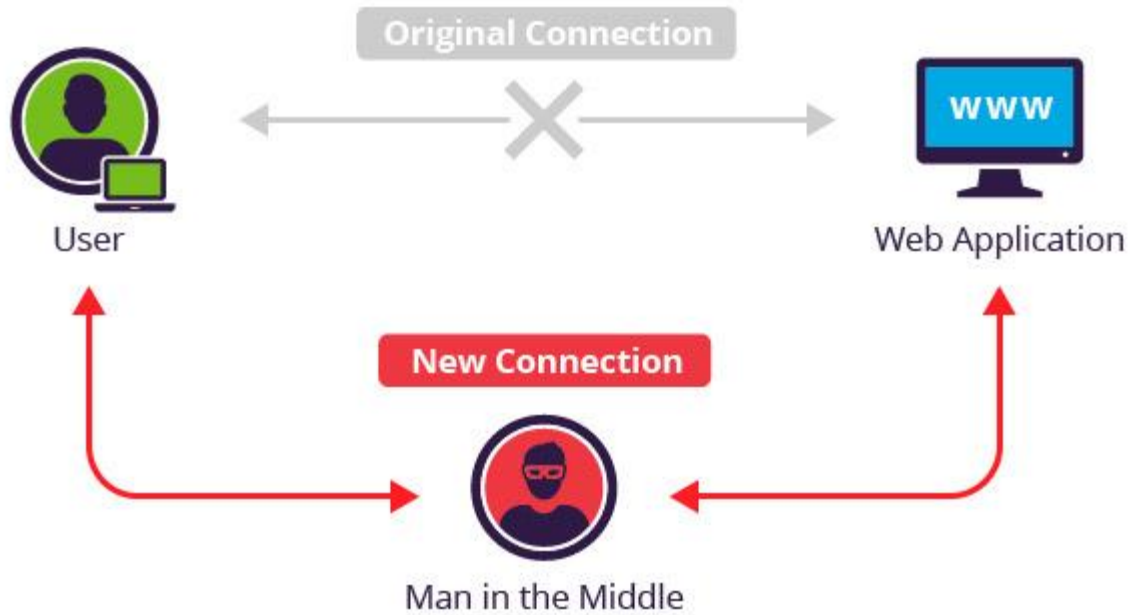 Original Connection
www
User
Web Application
New Connection
Man in the Middle